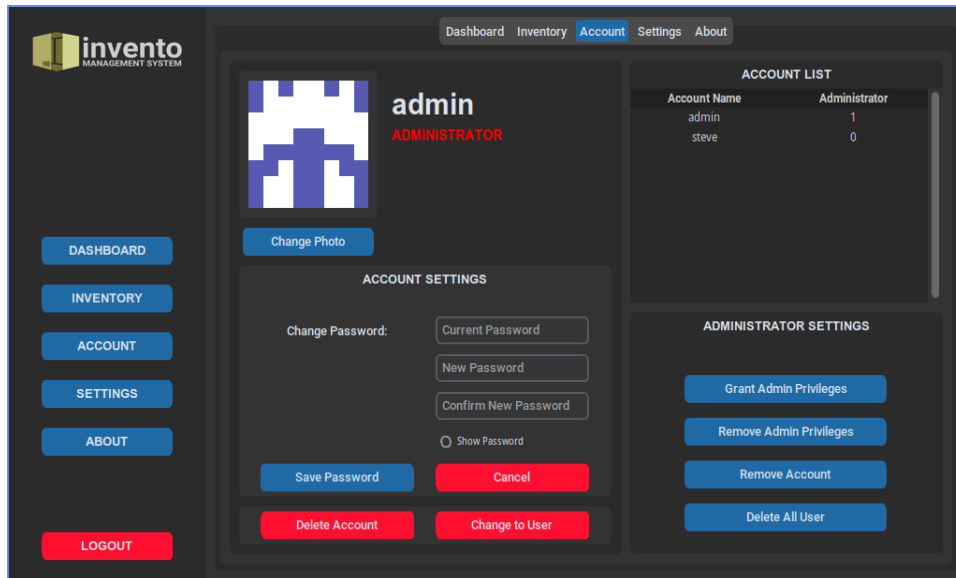 invento
MANAGEMENT SYSTEM
DASHBOARD
INVENTORY
ACCOUNT
SETTINGS
ABOUT
LOGOUT
Dashboard Inventory Account Settings About
admin
ADMINISTRATOR
Change Photo
ACCOUNT SETTINGS
Change Password:
Current Password
New Password
Confirm New Password
Show Password
Save Password Cancel
Delete Account Change to User
ACCOUNT LIST
Account Name Administrator
admin 1
steve 0
ADMINISTRATOR SETTINGS
Grant Admin Privileges
Remove Admin Privileges
Remove Account
Delete All User